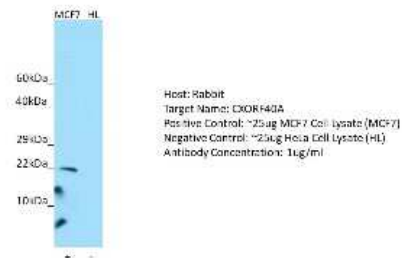 MCF7 HL
60kDa
40kDa
29kDa
22kDa
10kDa
Host: Rabbit
Target Name: CXORF40A
Positive Control: ~25ug MCF7 Cell Lysate (MCF7)
Negative Control: ~25ug HeLa Cell Lysate (HL)
Antibody Concentration: 1ug/ml